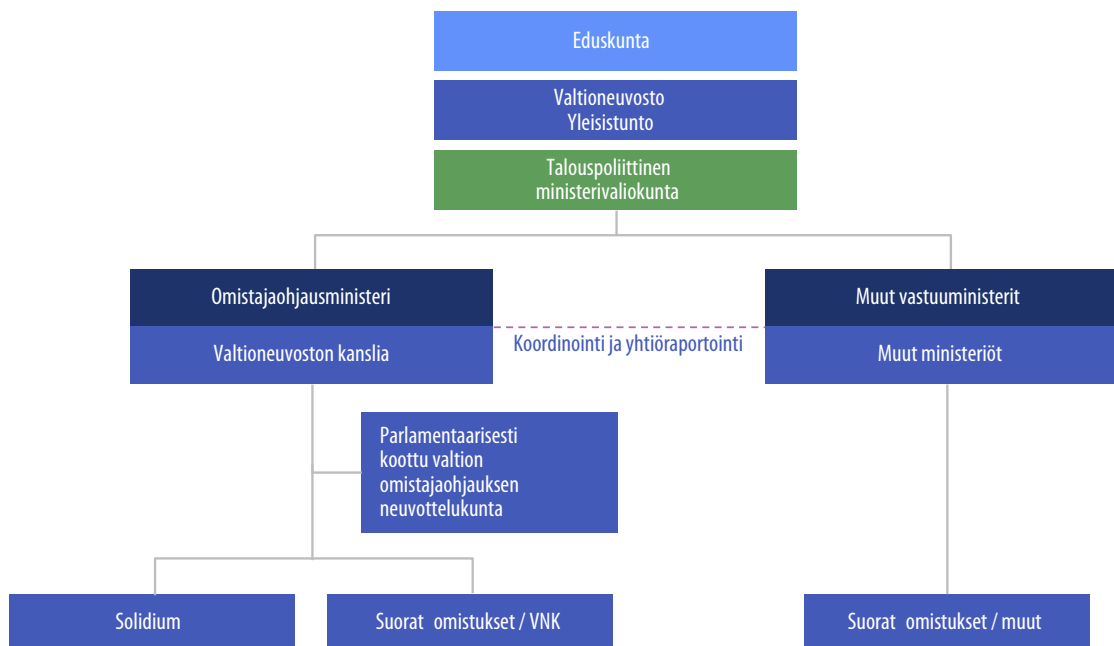 Eduskunta
Valtioneuvosto
Yleisistunto
Talouspoliittinen
ministerivaliokunta
Omistajaohjausministeri
Muut vastuuministerit
Koordinointi ja yhtiöraportointi
Valtioneuvoston kanslia
Muut ministeriöt
Parlamentaarisesti
koottu valtion
omistajaohjauksen
neuvottelukunta
Solidium
Suorat omistukset / VNK
Suorat omistukset / muut